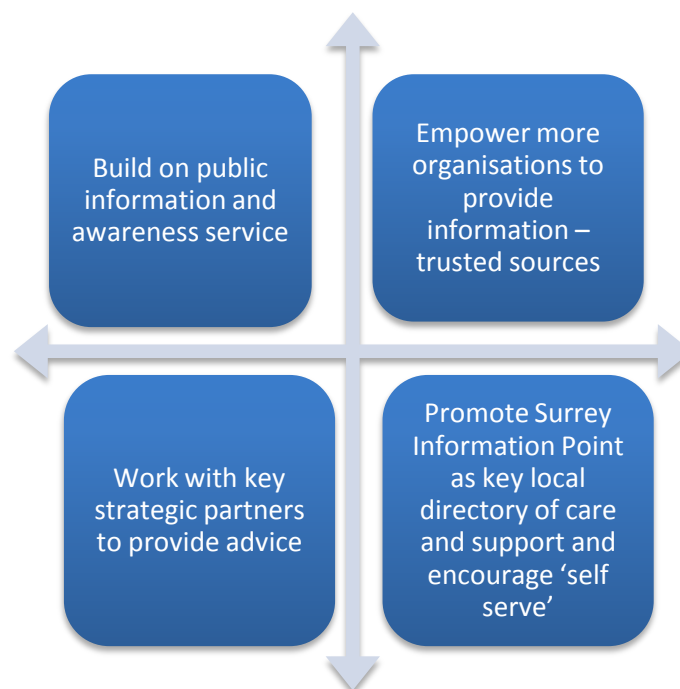 Build on public
information and
awareness service
Empower more
organisations to
provide
information –
trusted sources
Work with key
strategic partners
to provide advice
Promote Surrey
Information Point
as key local
directory of care
and support and
encourage ‘self
serve’